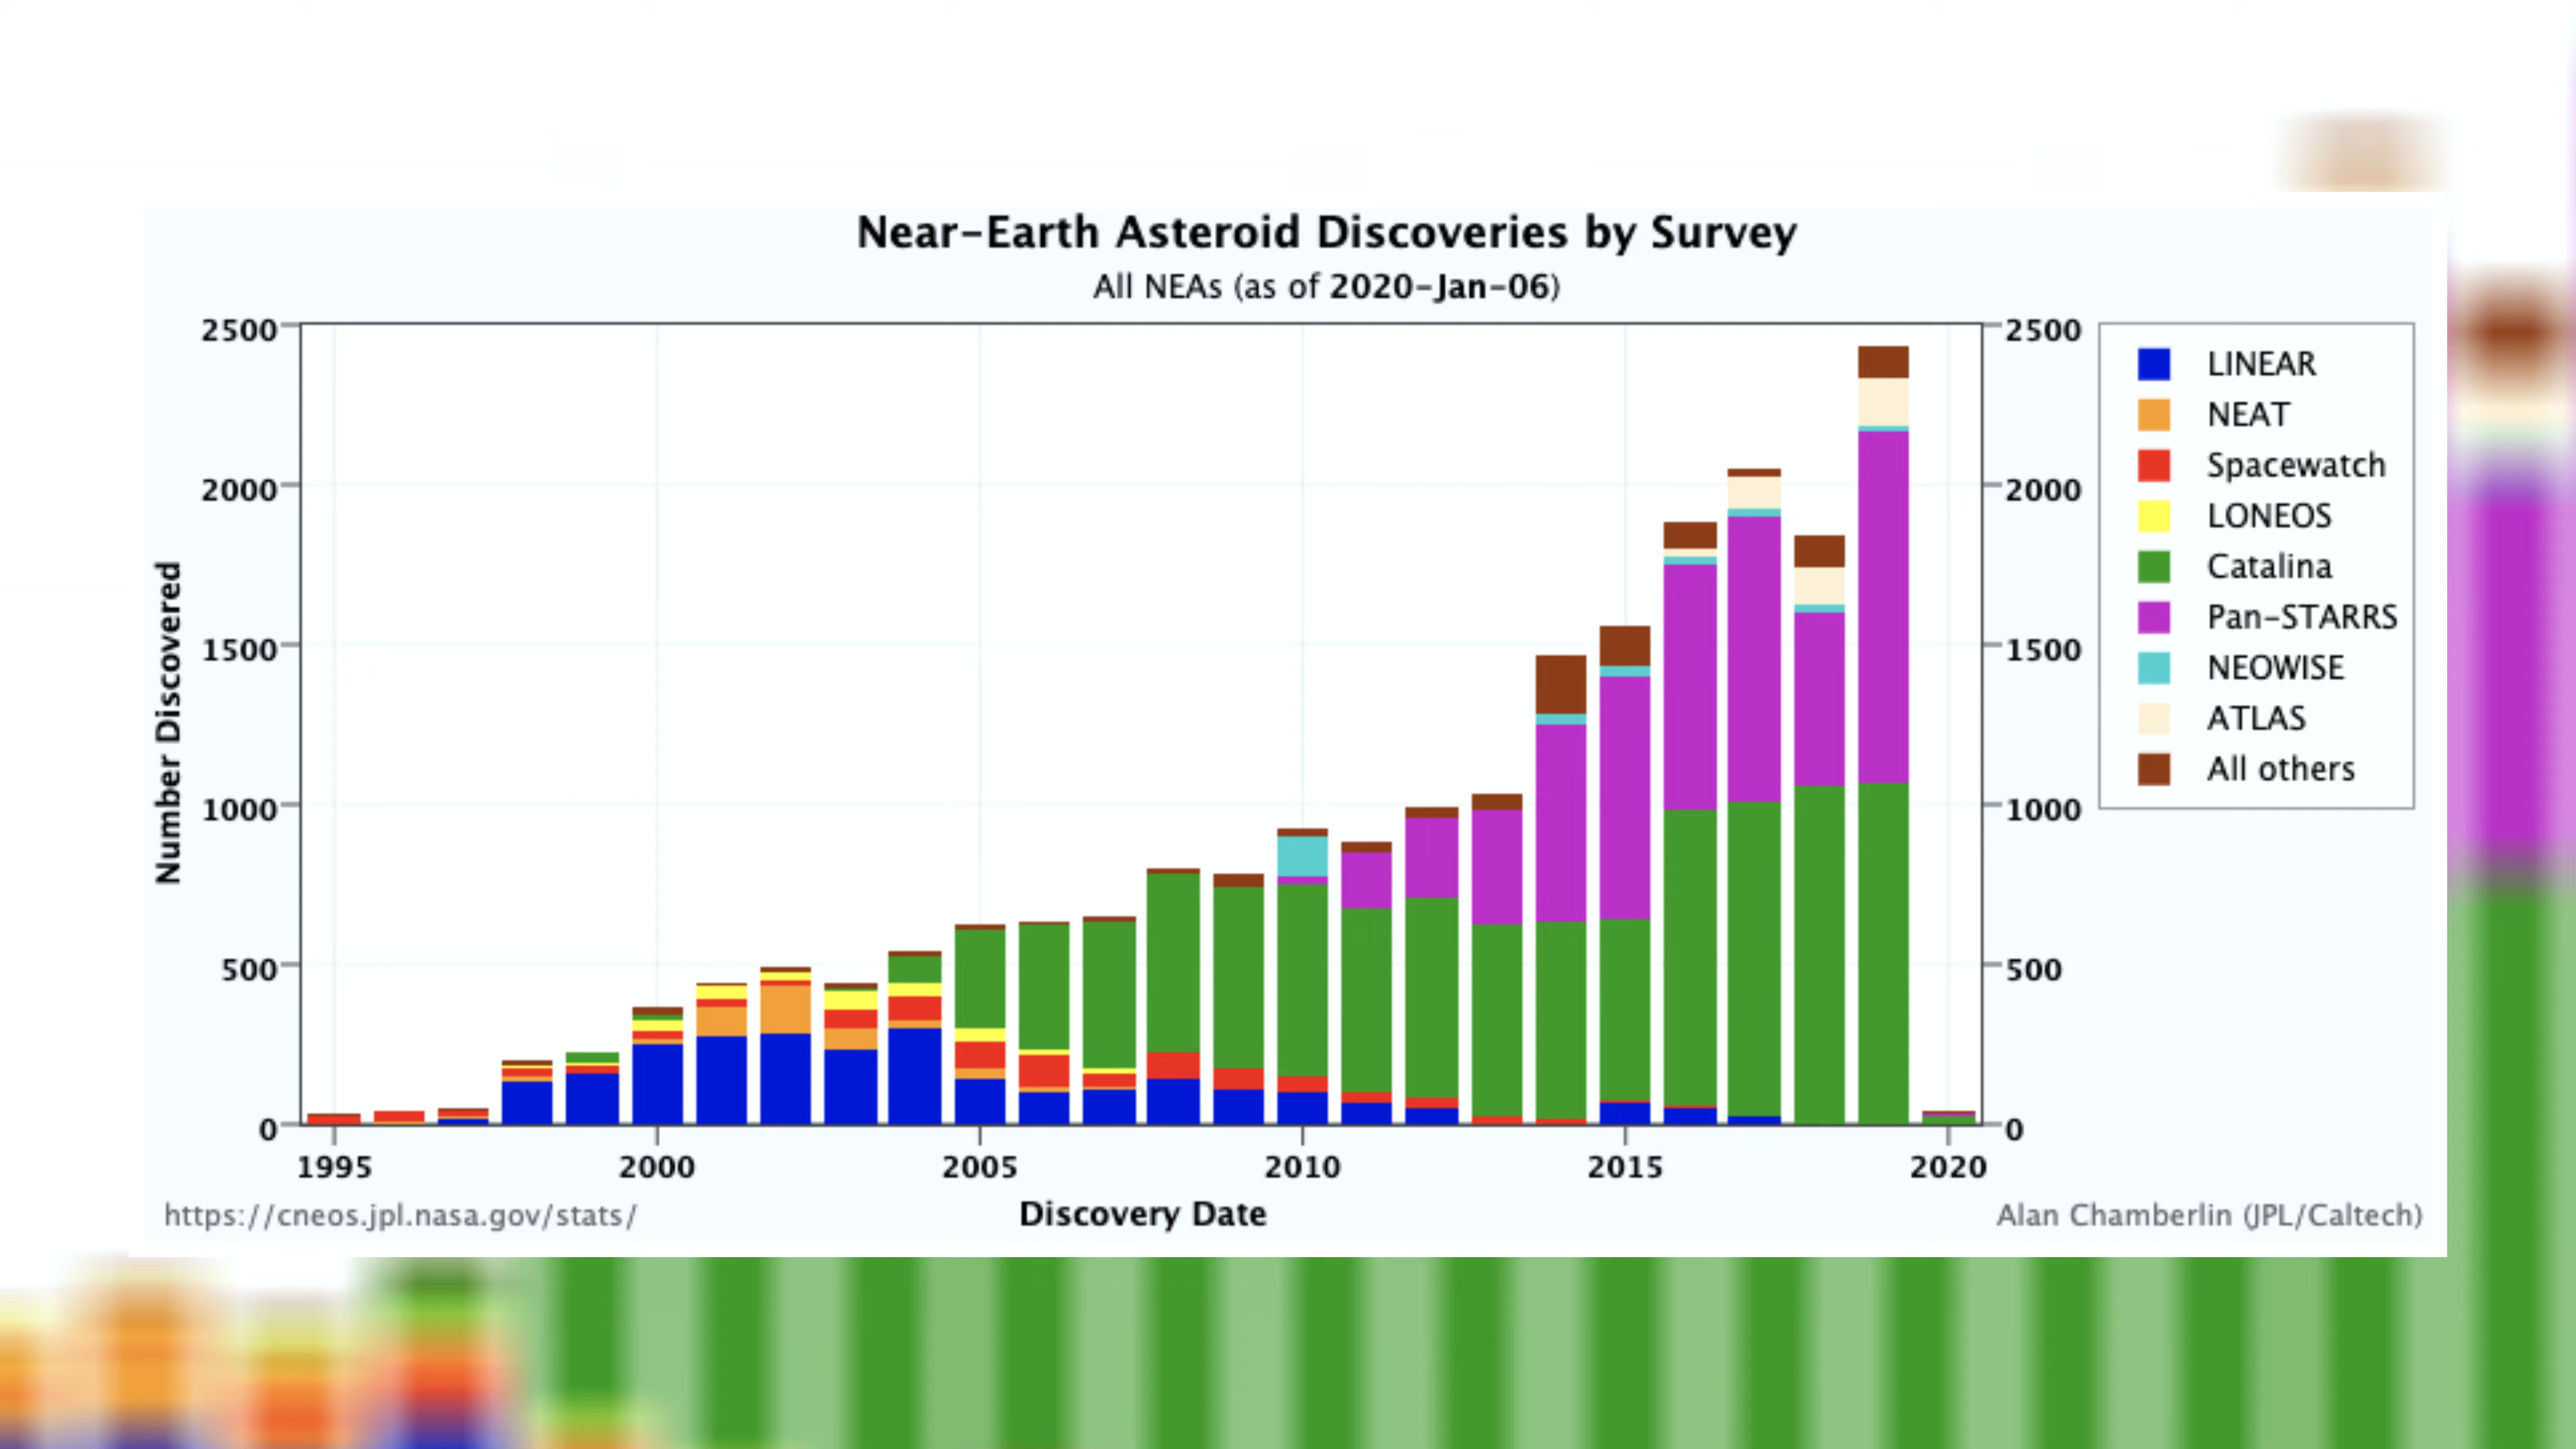 Near-Earth Asteroid Discoveries by Survey
All NEAs (as of 2020-Jan-06)
2500
2000
1500
1000
500
0
Number Discovered
2500
2000
1500
1000
500
0
LINEAR
NEAT
Spacewatch
LONEOS
Catalina
Pan-STARRS
NEOWISE
ATLAS
All others
1995 2000 2005 2010 2015 2020
https://cneos.jpl.nasa.gov/stats/
Discovery Date
Alan Chamberlin (JPL/Caltech)